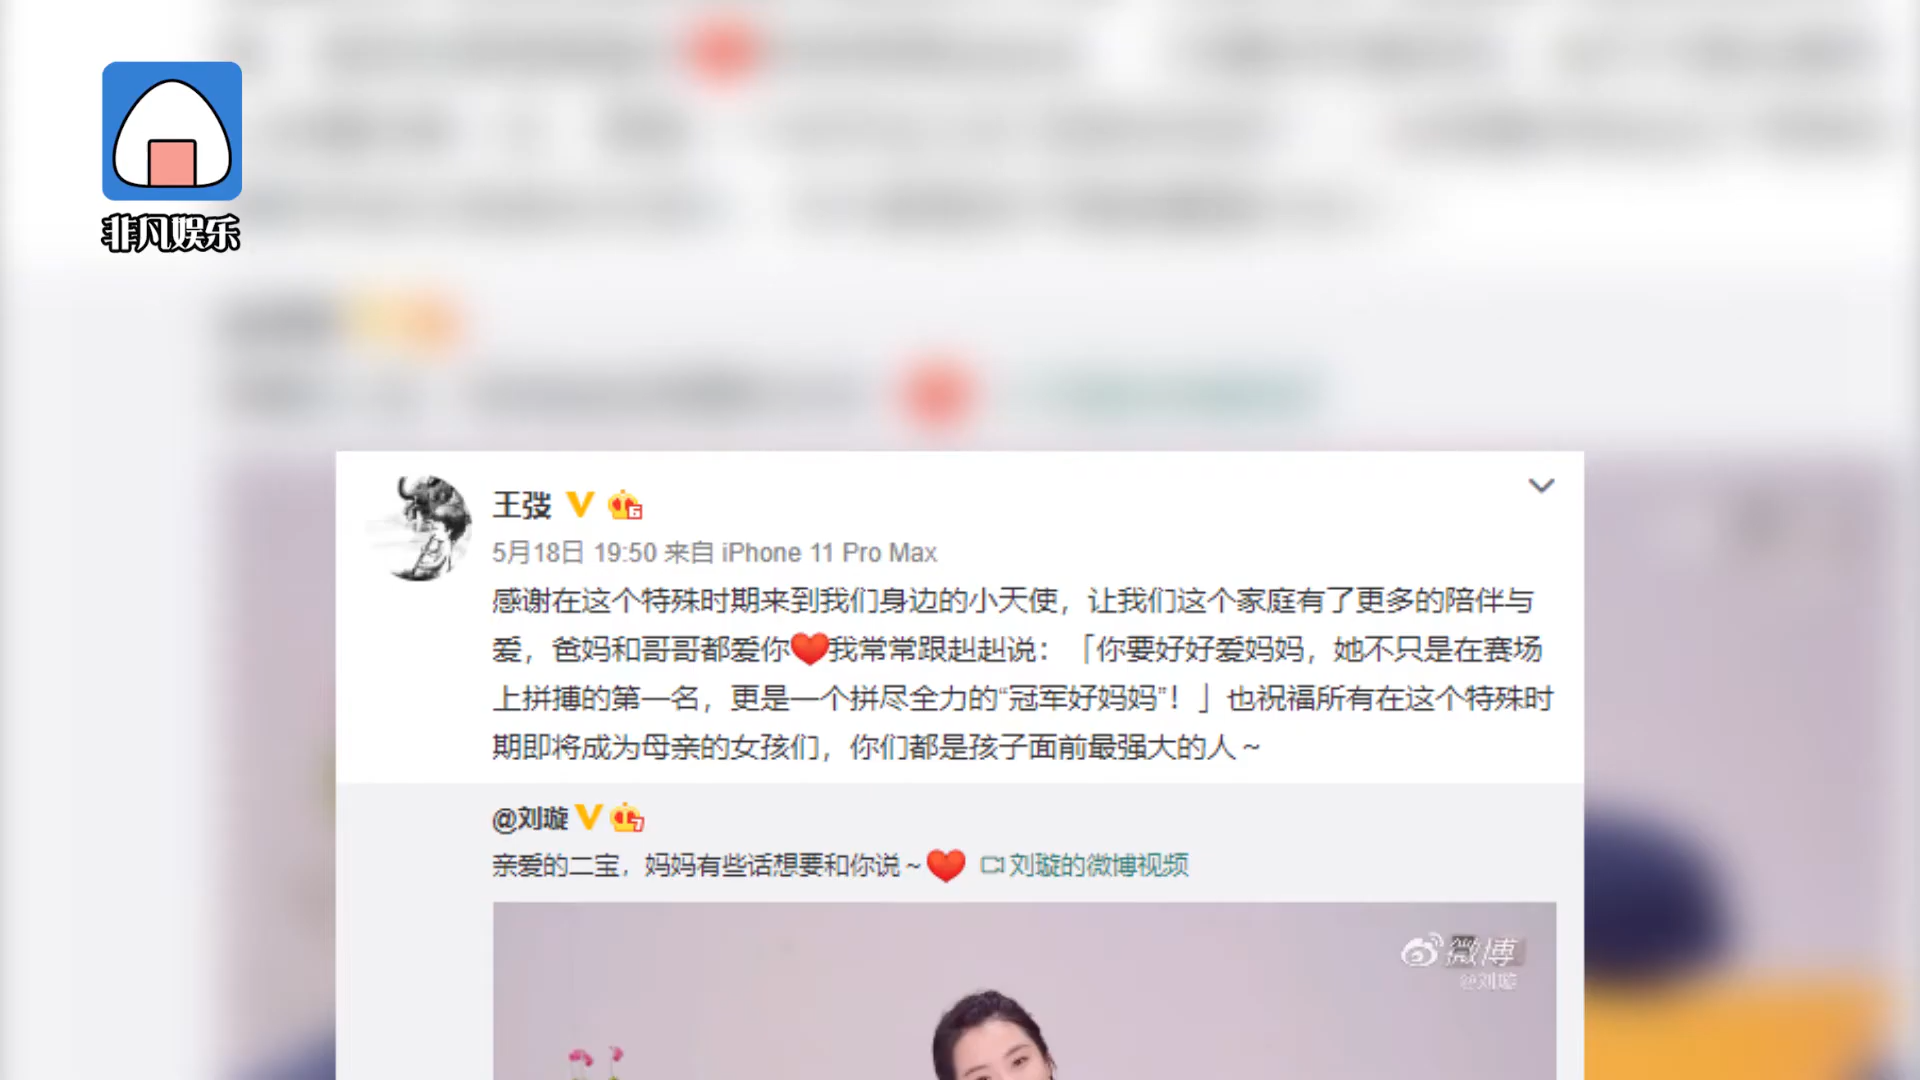 非凡娱乐
王弢
5月18日 19:50 来自 iPhone 11 Pro Max
感谢在这个特殊时期来到我们身边的小天使，让我们这个家庭有了更多的陪伴与
爱，爸妈和哥哥都爱你❤我常常跟赳赳说：「你要好好爱妈妈，她不只是在赛场
上拼搏的第一名，更是一个拼尽全力的“冠军好妈妈”！」也祝福所有在这个特殊时
期即将成为母亲的女孩们，你们都是孩子面前最强大的人～
@刘璇
亲爱的二宝，妈妈有些话想要和你说～❤ 刘璇的微博视频
微博
@刘璇